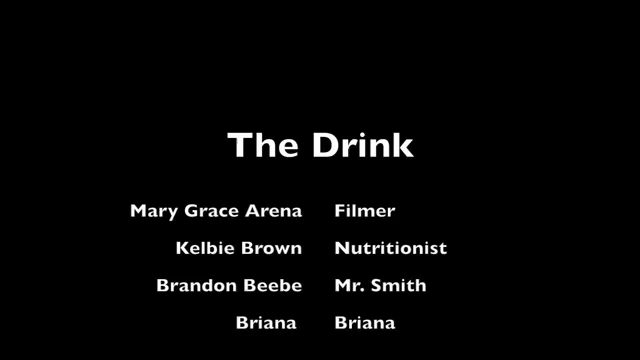 The Drink
Mary Grace Arena Filmer
Kelbie Brown Nutritionist
Brandon Beebe Mr. Smith
Briana Briana